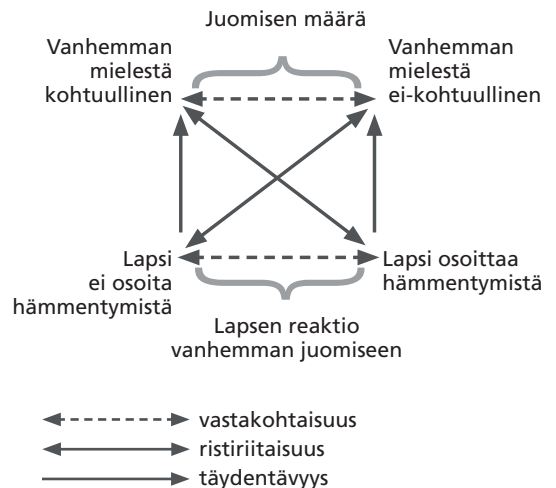 Juomisen määrä
Vanhemman
mielestä
kohtuullinen
Vanhemman
mielestä
ei-kohtuullinen
Lapsi
ei osoita
hämmentymistä
Lapsi osoittaa
hämmentymistä
Lapsen reaktio
vanhemman juomiseen
vastakohtaisuus
ristiriitaisuus
täydentävyys